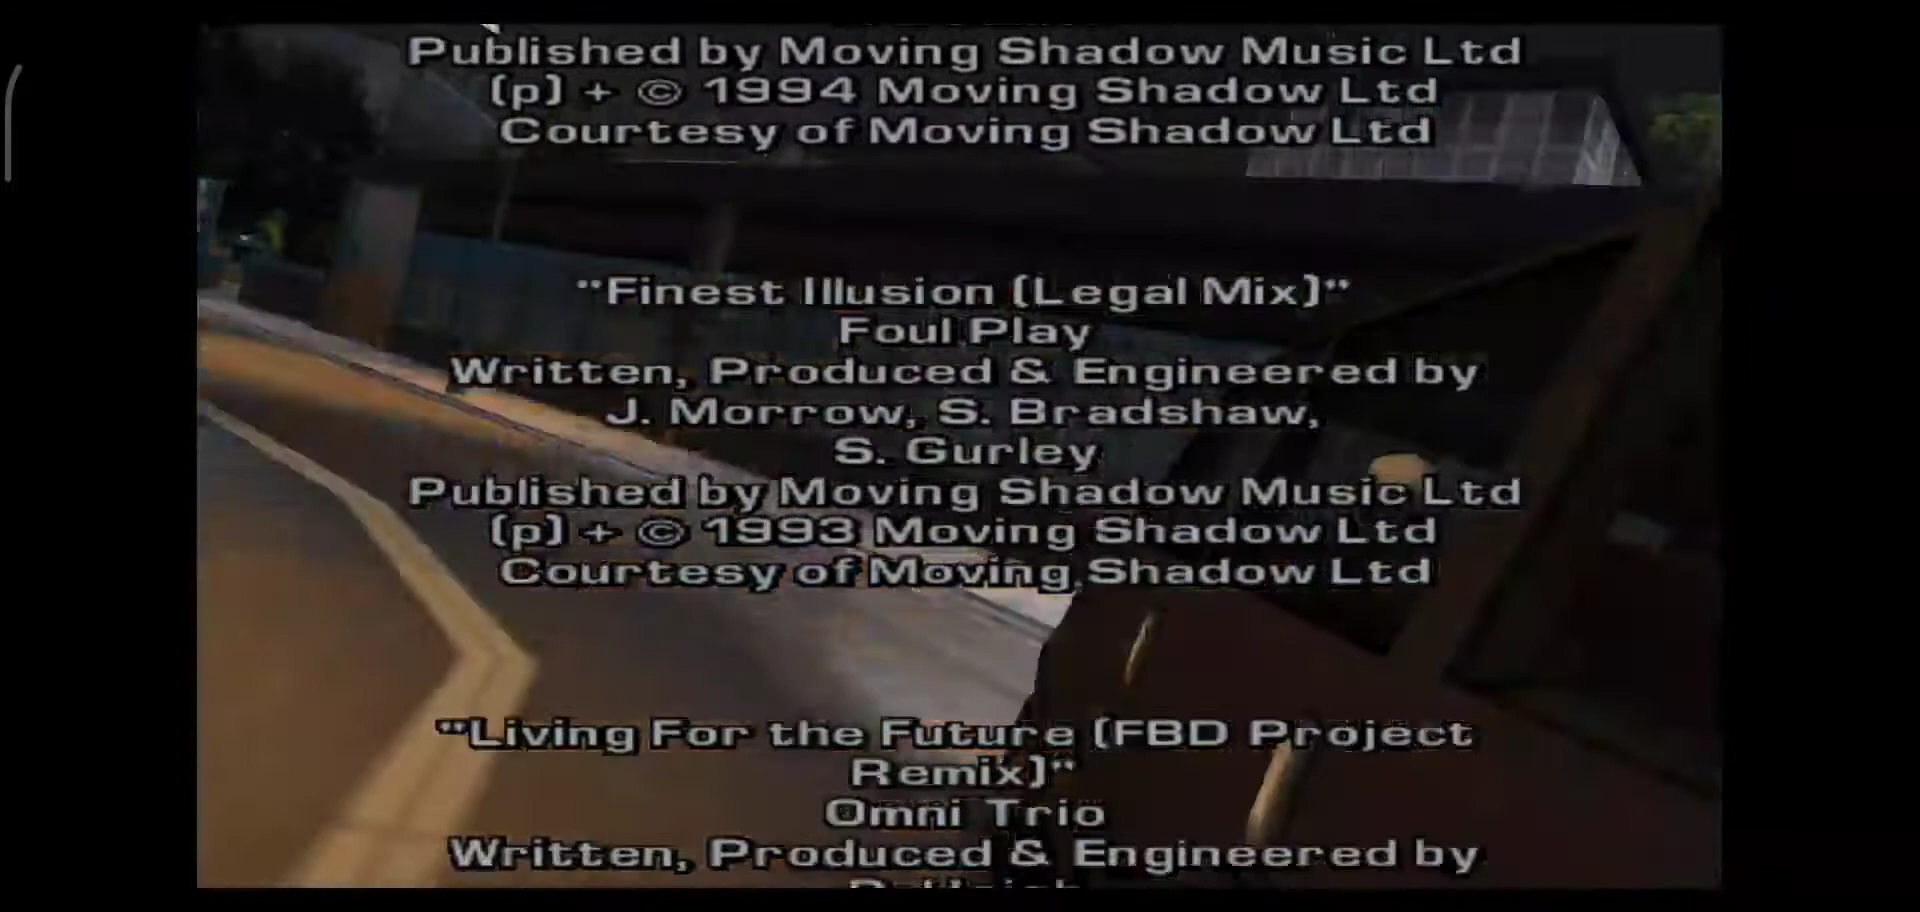 Published by Moving Shadow Music Ltd
(p) + © 1994 Moving Shadow Ltd
Courtesy of Moving Shadow Ltd
"Finest Illusion (Legal Mix)"
Foul Play
Written, Produced & Engineered by
J. Morrow, S. Bradshaw,
S. Gurley
Published by Moving Shadow Music Ltd
(p) + © 1993 Moving Shadow Ltd
Courtesy of Moving Shadow Ltd
"Living For the Future (FBD Project
Remix)"
Omni Trio
Written, Produced & Engineered by